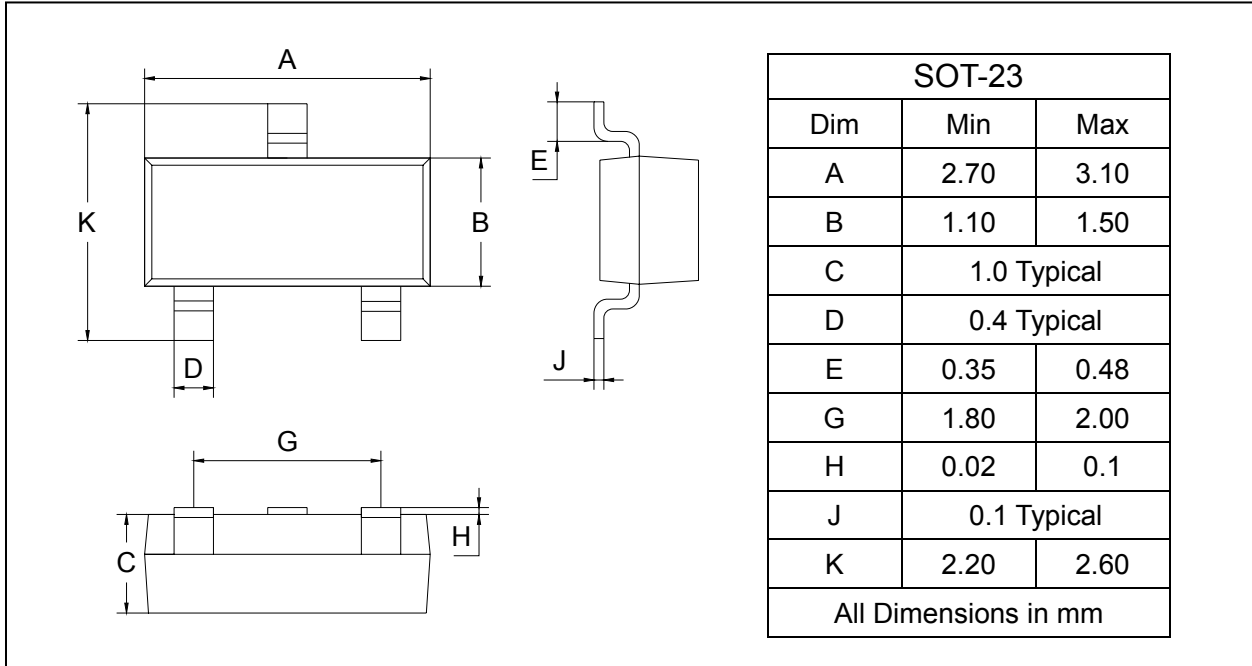 A
K
B
D
G
C
H
E
J
SOT-23
Dim Min Max
A 2.70 3.10
B 1.10 1.50
C 1.0 Typical
D 0.4 Typical
E 0.35 0.48
G 1.80 2.00
H 0.02 0.1
J 0.1 Typical
K 2.20 2.60
All Dimensions in mm